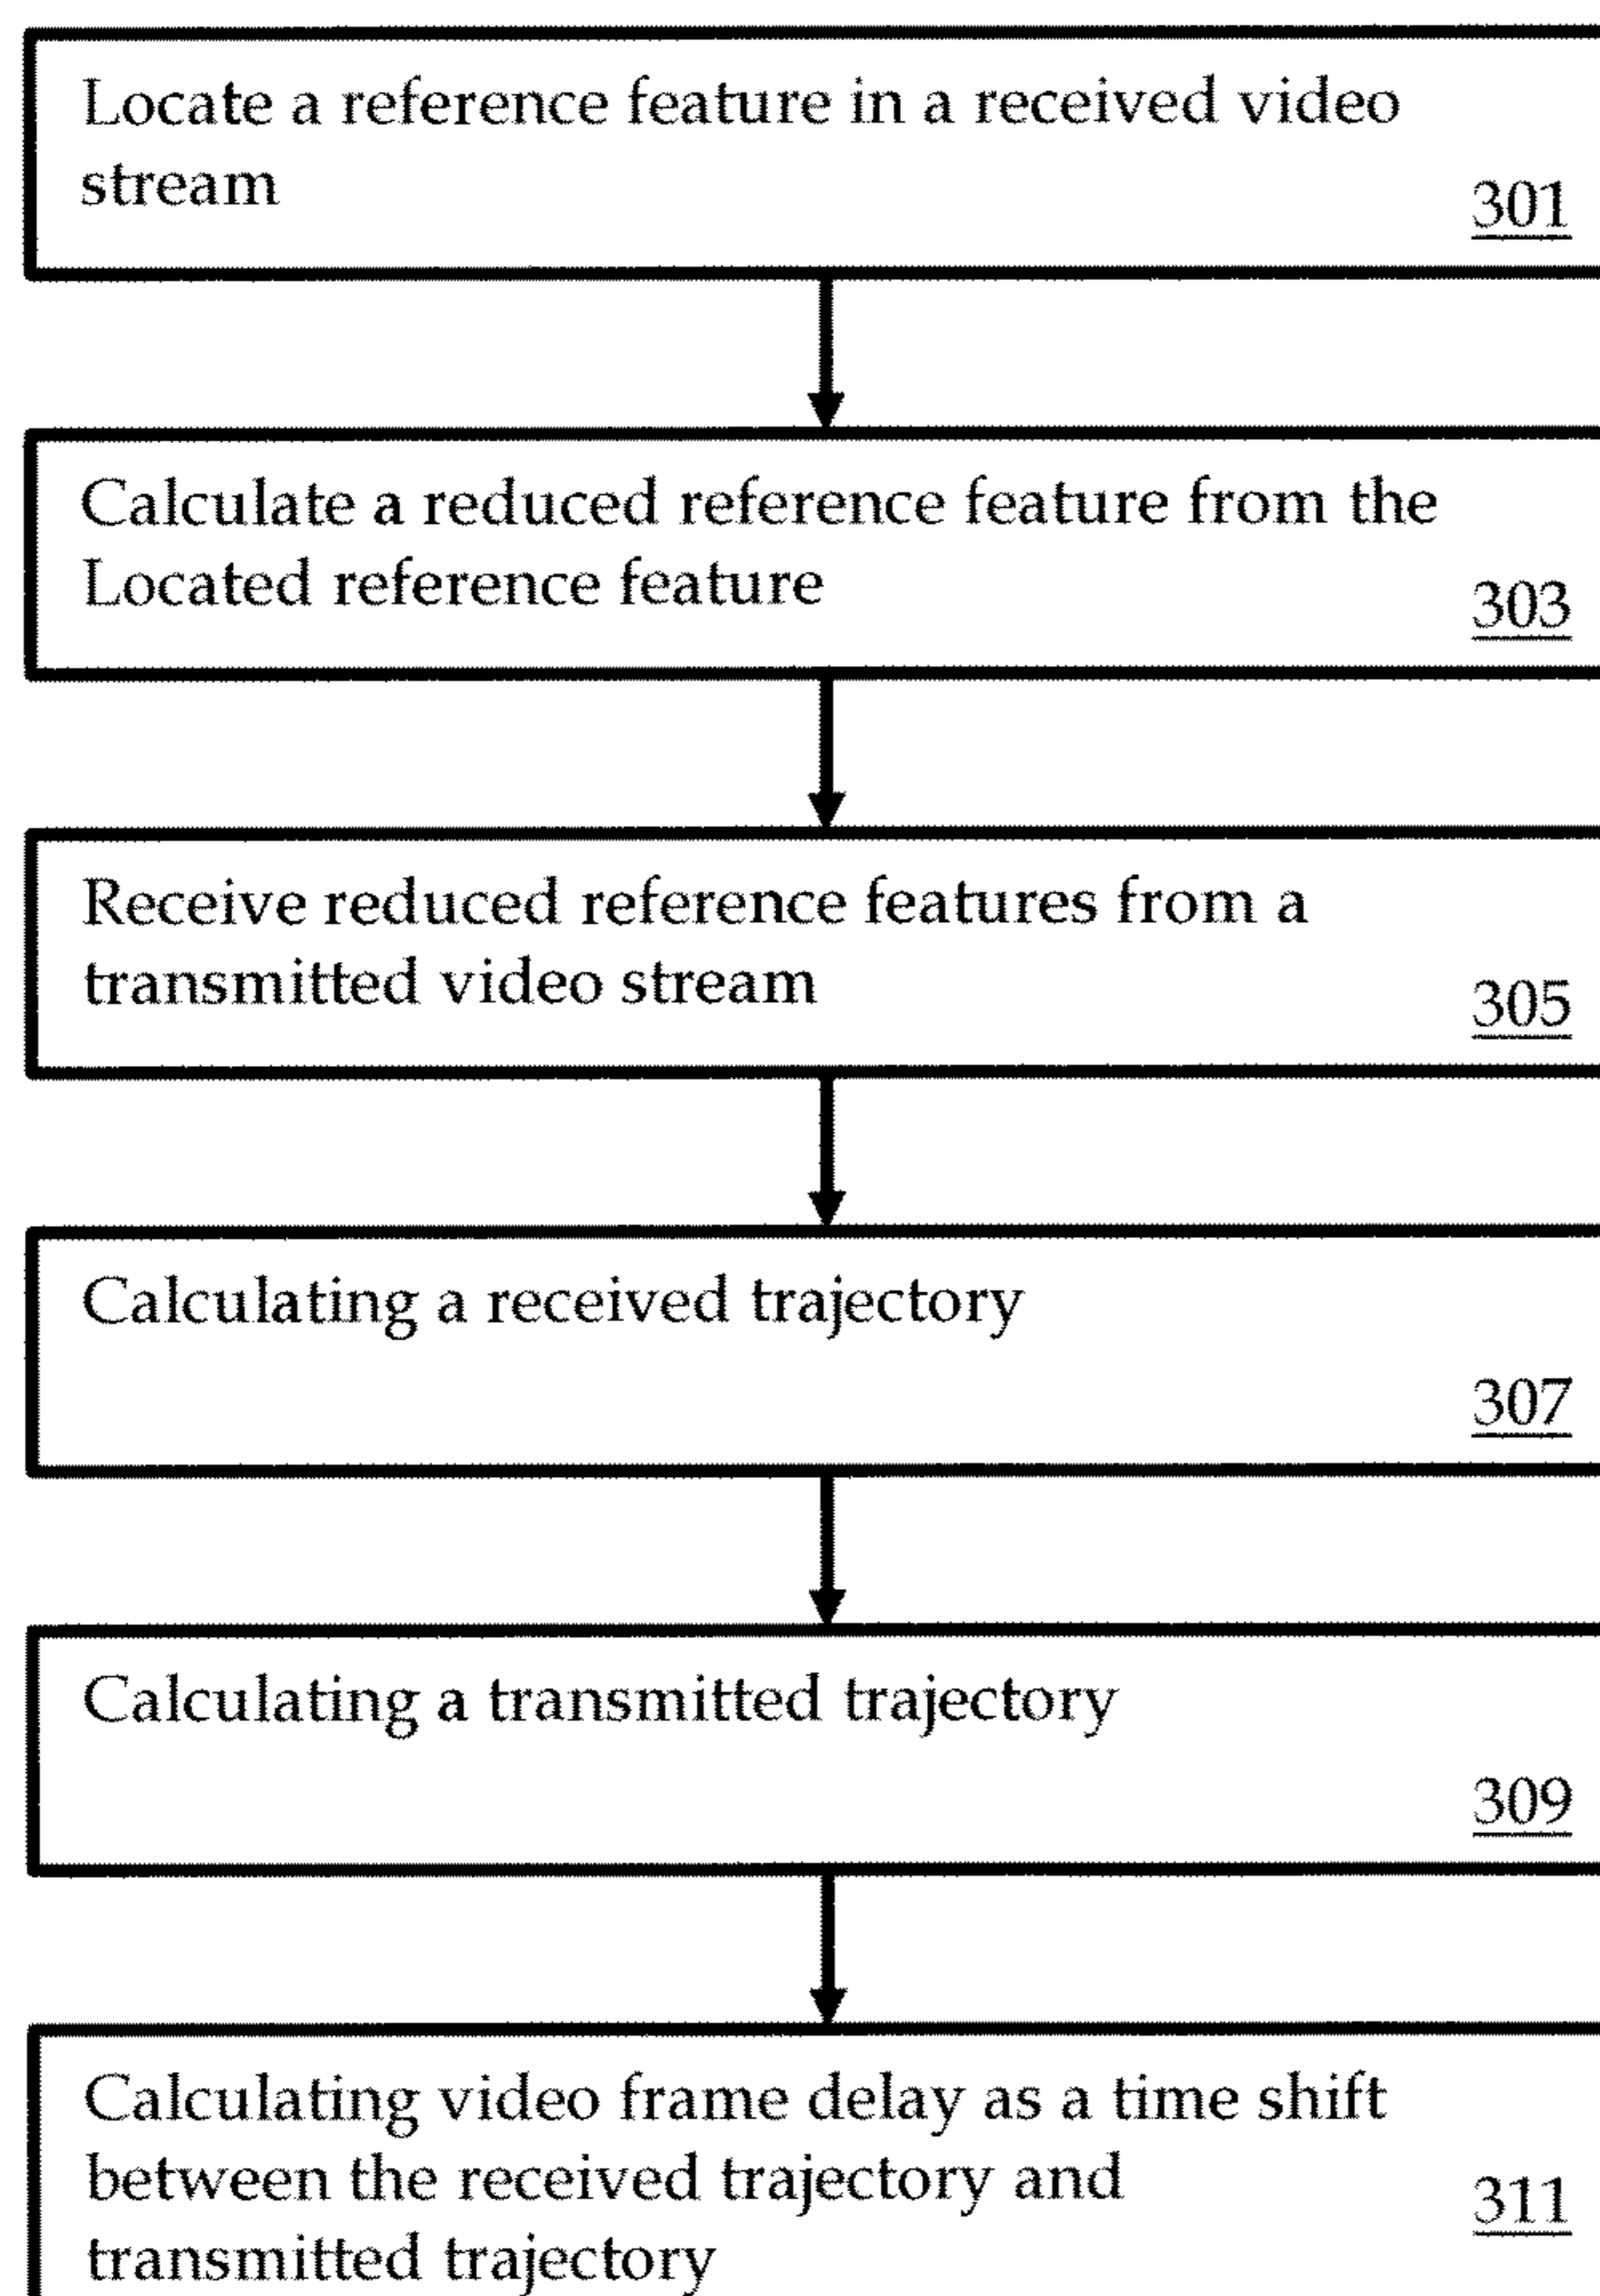 Locate a reference feature in a received video
stream
301
Calculate a reduced reference feature from the
Located reference feature
303
Receive reduced reference features from a
transmitted video stream
305
Calculating a received trajectory
307
Calculating a transmitted trajectory
309
Calculating video frame delay as a time shift
between the received trajectory and
311
transmitted trajectory